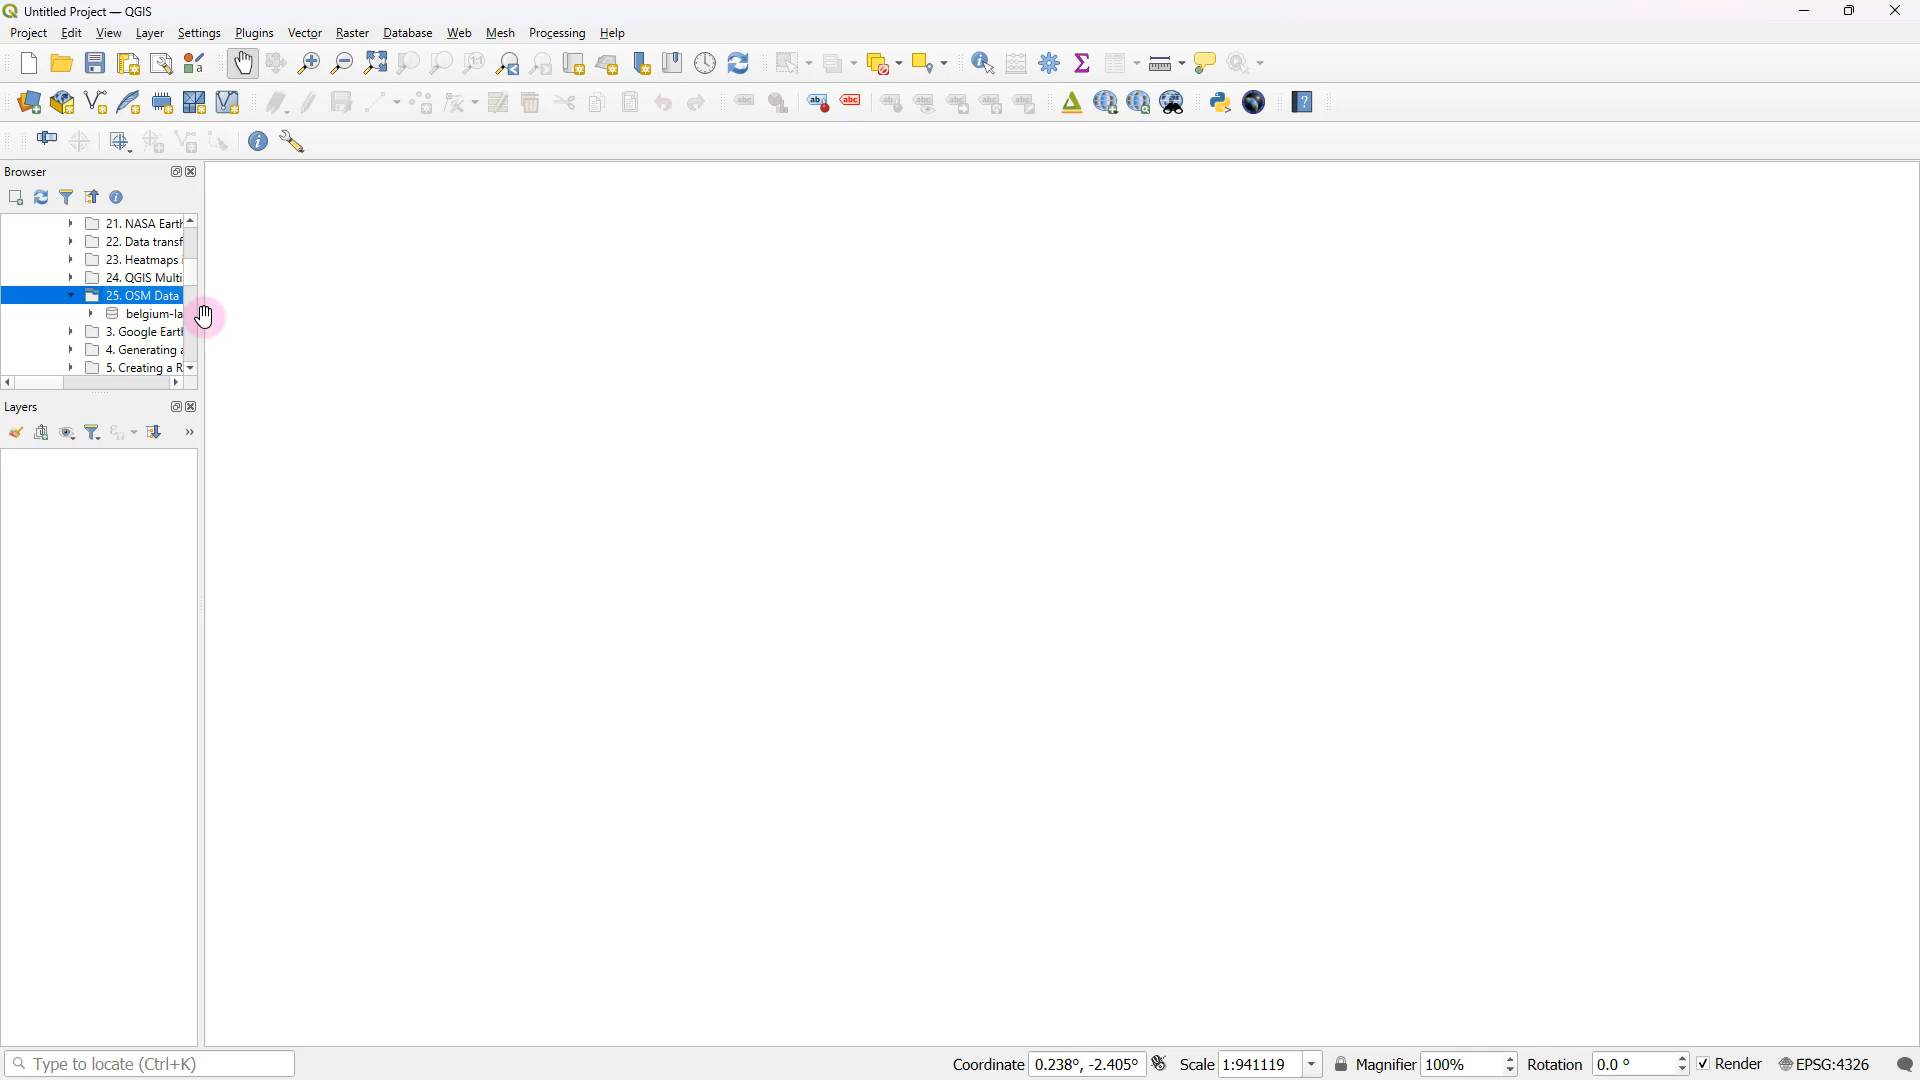 Untitled Project — QGIS
Project Edit View Layer Settings Plugins Vector Raster Database Web Mesh Processing Help
Browser
21. NASA Earth
22. Data transf
23. Heatmaps
24. QGIS Multi
25. OSM Data
belgium-la
3. Google Earth
4. Generating a
5. Creating a R
Layers
Type to locate (Ctrl+K)
Coordinate 0.238°, -2.405° Scale 1:941119 Magnifier 100% Rotation 0.0 ° Render EPSG:4326